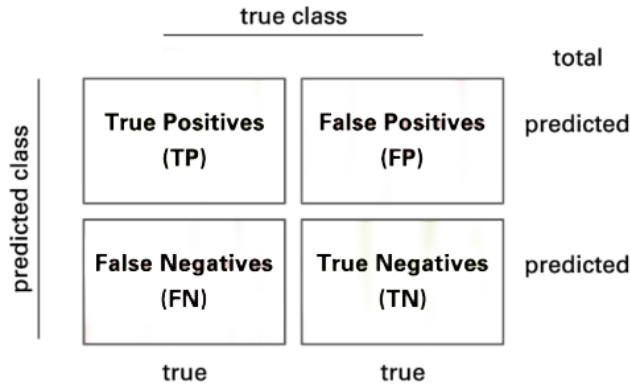 true class
total
predicted class
True Positives
(TP)
False Positives
(FP)
predicted
False Negatives
(FN)
True Negatives
(TN)
predicted
true
true